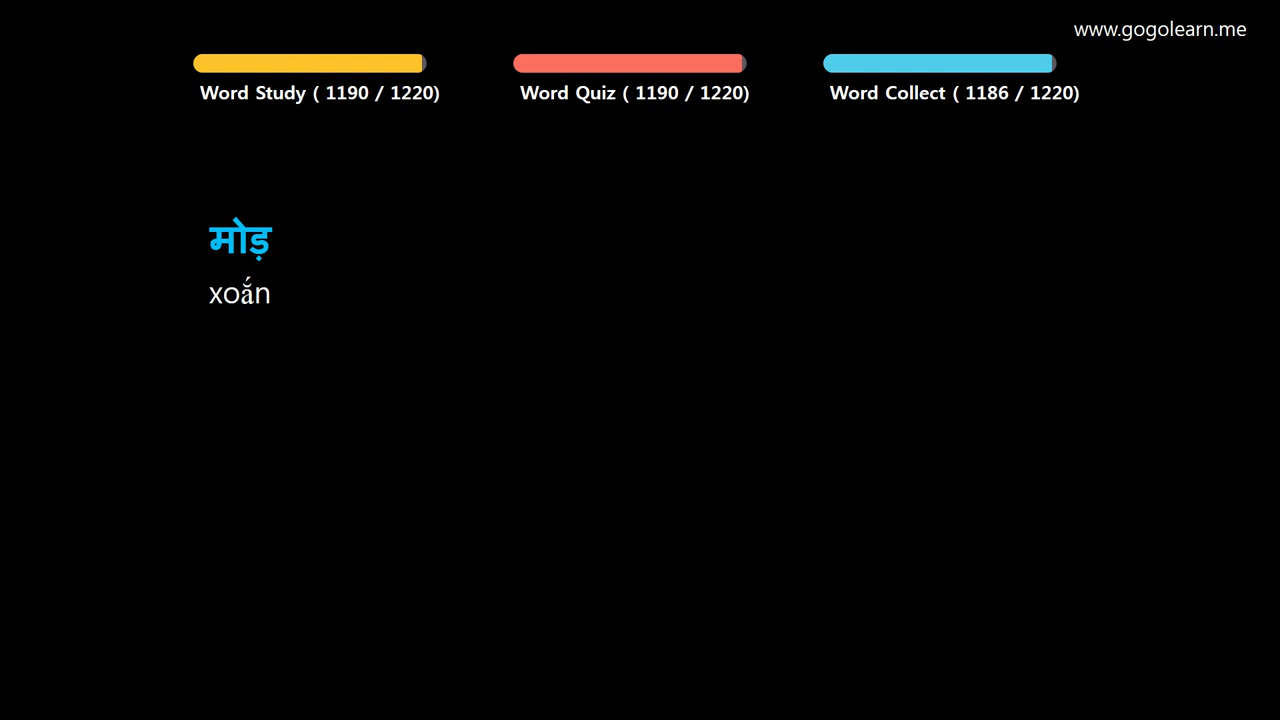 www.gogolearn.me
Word Study ( 1190 / 1220)
Word Quiz ( 1190 / 1220)
Word Collect ( 1186 / 1220)
मोड़
xoắn